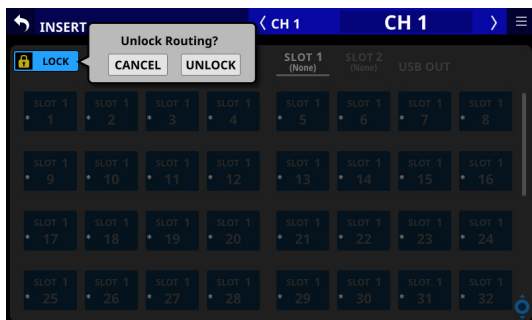 INSERT
CH 1
CH 1
Unlock Routing?
CANCEL UNLOCK
LOCK
SLOT 1
(None)
SLOT 2
(None)
USB OUT
SLOT 1
* 1
SLOT 1
* 2
SLOT 1
* 3
SLOT 1
* 4
SLOT 1
* 5
SLOT 1
* 6
SLOT 1
* 7
SLOT 1
* 8
SLOT 1
* 9
SLOT 1
* 10
SLOT 1
* 11
SLOT 1
* 12
SLOT 1
* 13
SLOT 1
* 14
SLOT 1
* 15
SLOT 1
* 16
SLOT 1
* 17
SLOT 1
* 18
SLOT 1
* 19
SLOT 1
* 20
SLOT 1
* 21
SLOT 1
* 22
SLOT 1
* 23
SLOT 1
* 24
SLOT 1
* 25
SLOT 1
* 26
SLOT 1
* 27
SLOT 1
* 28
SLOT 1
* 29
SLOT 1
* 30
SLOT 1
* 31
SLOT 1
* 32